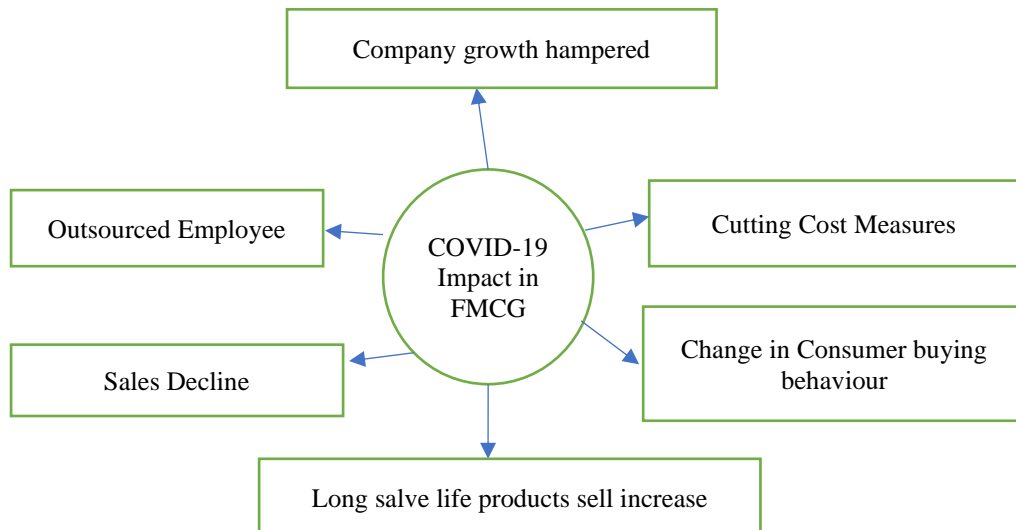 Company growth hampered
Outsourced Employee
Cutting Cost Measures
COVID-19
Impact in
FMCG
Sales Decline
Change in Consumer buying
behaviour
Long salve life products sell increase